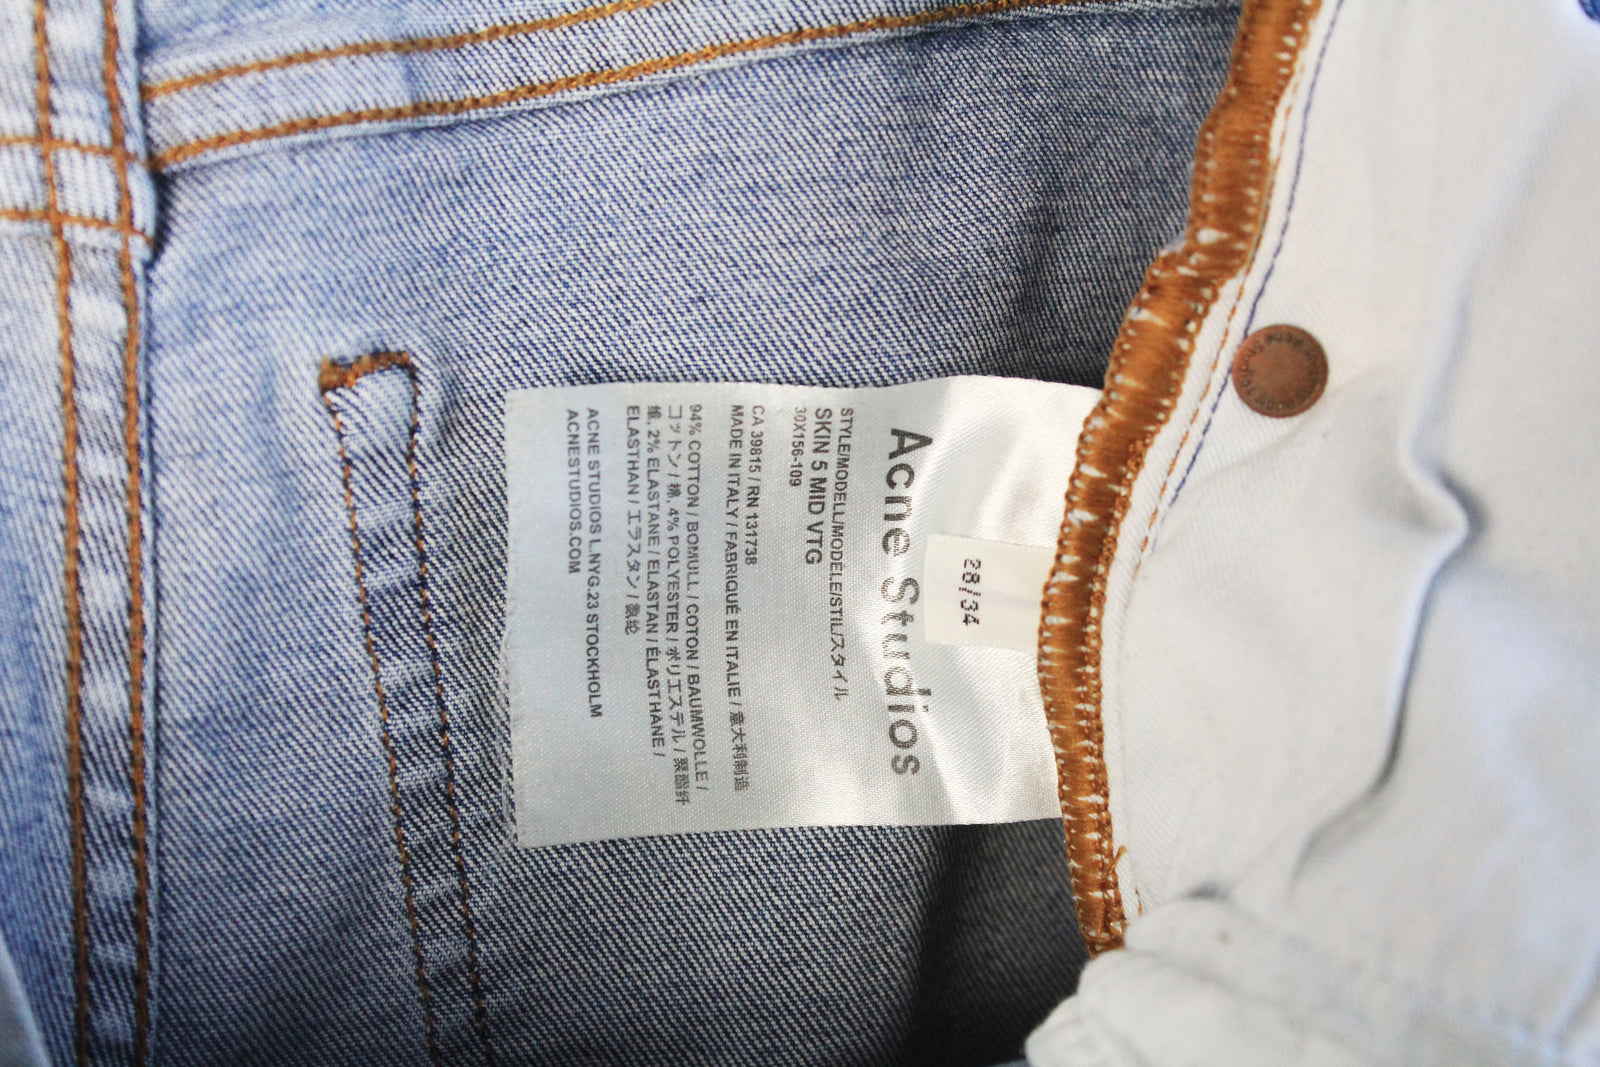 28/34
Acne Studios
STYLE/MODELL/MODÈLE/STIL/スタイル
SKIN 5 MID VTG
30X156-109
CA 39815 / RN 131738
MADE IN ITALY / FABRIQUÉ EN ITALIE / 意大利制造
94% COTTON / BOMULL / COTON / BAUMWOLLE /
コットン / 棉, 4% POLYESTER / ポリエステル / 聚酯纤
维, 2% ELASTANE / ELASTAN / ÉLASTHANE /
ELASTHAN / エラスタン / 氨纶
ACNE STUDIOS L.NYG.23 STOCKHOLM
ACNESTUDIOS.COM